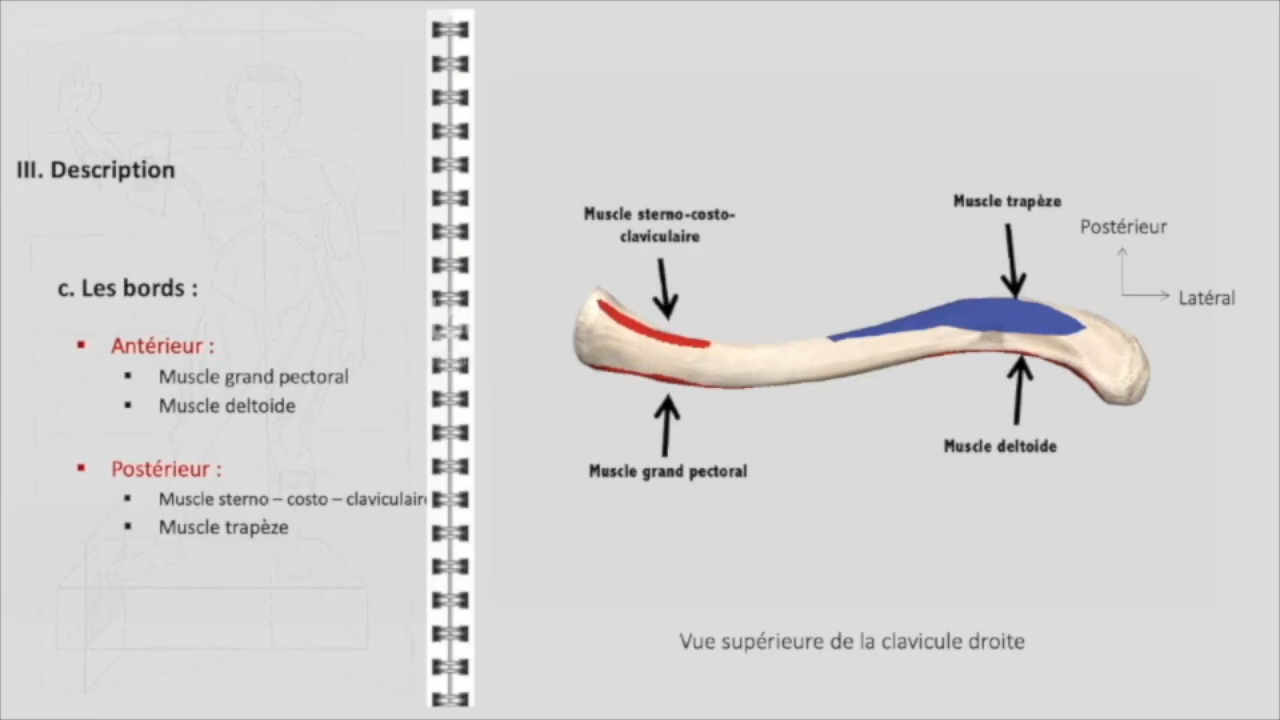 III. Description
c. Les bords :
Antérieur :
Muscle grand pectoral
Muscle deltoide
Postérieur :
Muscle sterno – costo – claviculaire
Muscle trapèze
Muscle sterno-costo-
claviculaire
Muscle trapèze
Postérieur
Latéral
Muscle grand pectoral
Muscle deltoide
Vue supérieure de la clavicule droite